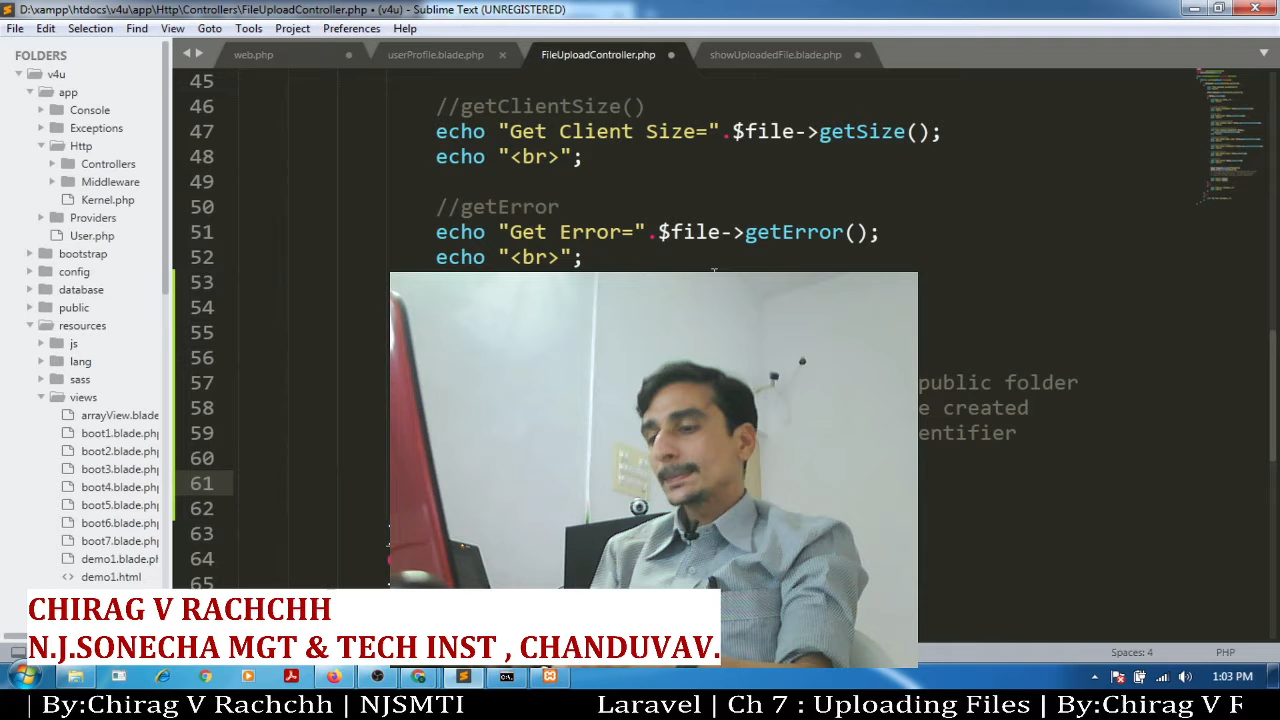 D:\xampp\htdocs\v4u\app\Http\Controllers\FileUploadController.php • (v4u) - Sublime Text (UNREGISTERED)
File Edit Selection Find View Goto Tools Project Preferences Help
FOLDERS
v4u
app
Console
Exceptions
Http
Controllers
Middleware
Kernel.php
Providers
User.php
bootstrap
config
database
public
resources
js
lang
sass
views
arrayView.blade
boot1.blade.php
boot2.blade.php
boot3.blade.php
boot4.blade.php
boot5.blade.php
boot6.blade.php
boot7.blade.php
demo1.blade.ph
demo1.html
web.php userProfile.blade.php FileUploadController.php showUploadedFile.blade.php
45
46 //getClientSize()
47 echo "Get Client Size=".$file->getSize();
48 echo "<br>";
49
50 //getError
51 echo "Get Error=".$file->getError();
52 echo "<br>";
53
54
55
56
57 public folder
58 e created
59 entifier
60
61
62
63
64
65
CHIRAG V RACHCHH
N.J.SONECHA MGT & TECH INST , CHANDUVAV.
Spaces: 4 PHP
1:03 PM
| By:Chirag V Rachchh | NJSMTI Laravel | Ch 7 : Uploading Files | By:Chirag V R